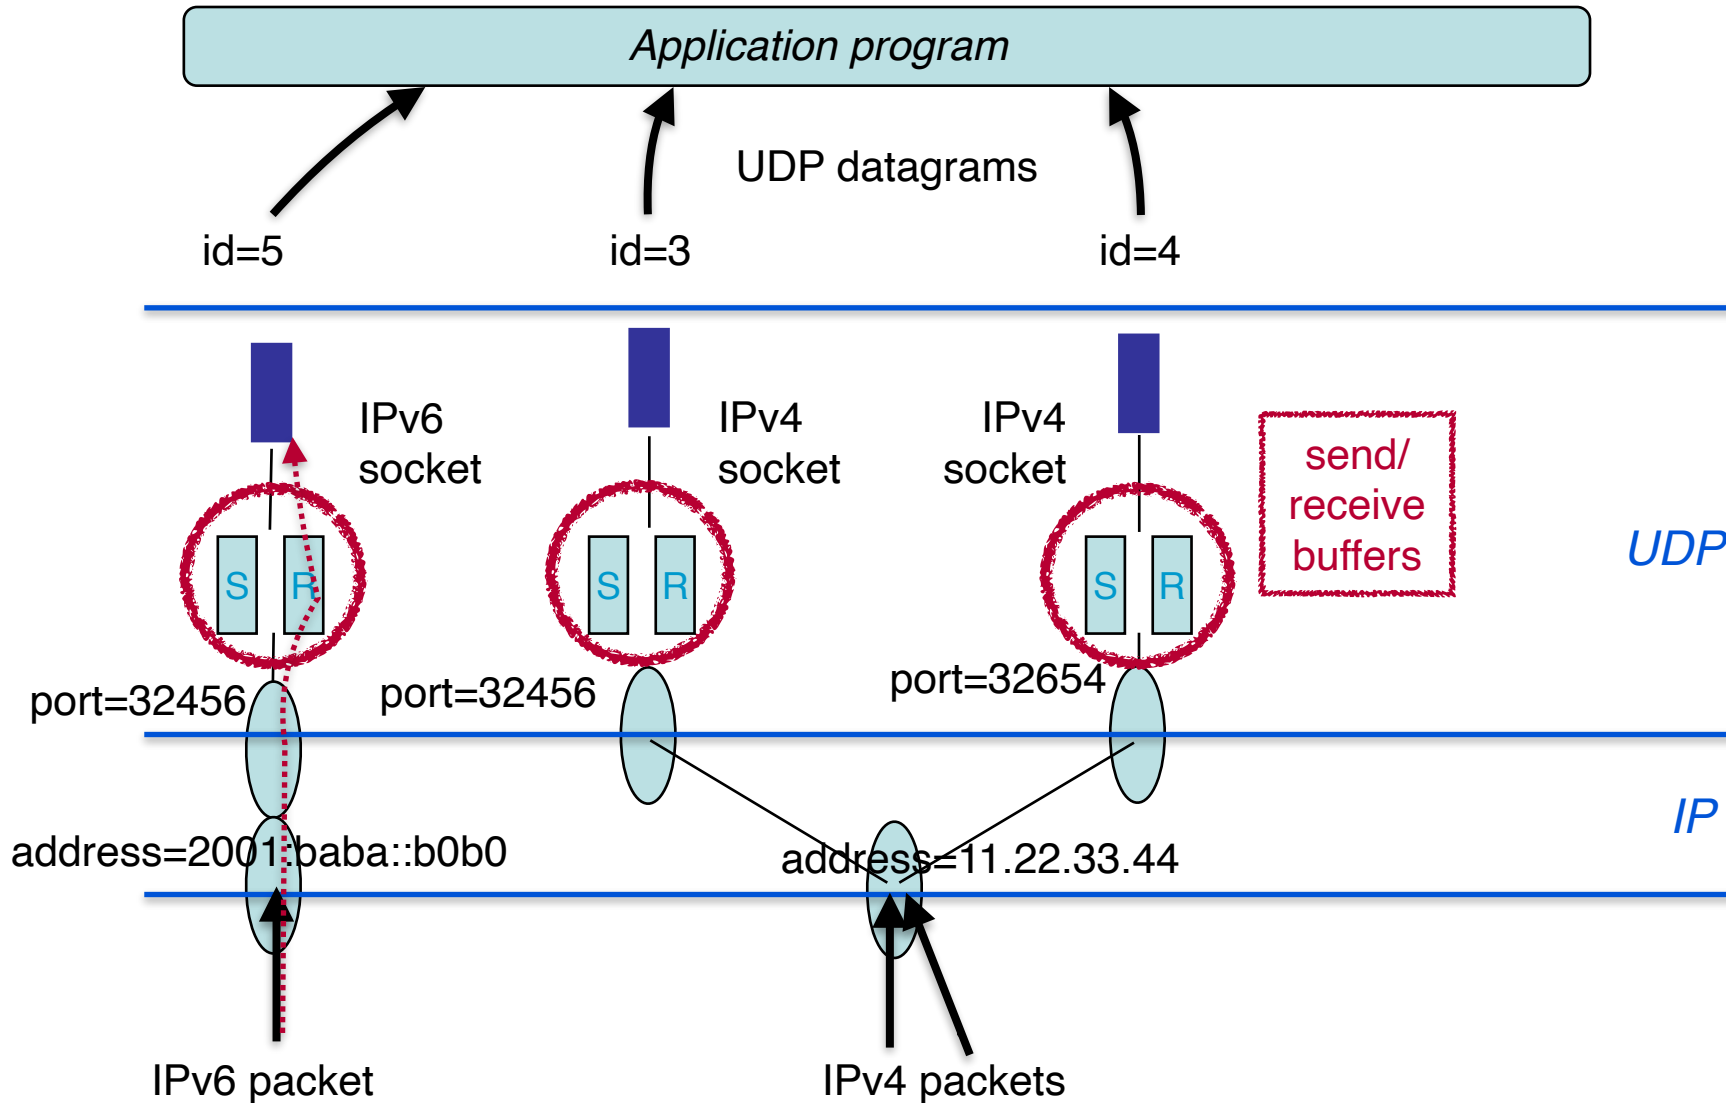 Application program
UDP datagrams
id=5
id=3
id=4
IPv6
socket
IPv4
socket
IPv4
socket
send/
receive
buffers
UDP
S
R
S
R
S
R
port=32456
port=32456
port=32654
IP
address=2001:baba::b0b0
address=11.22.33.44
IPv6 packet
IPv4 packets